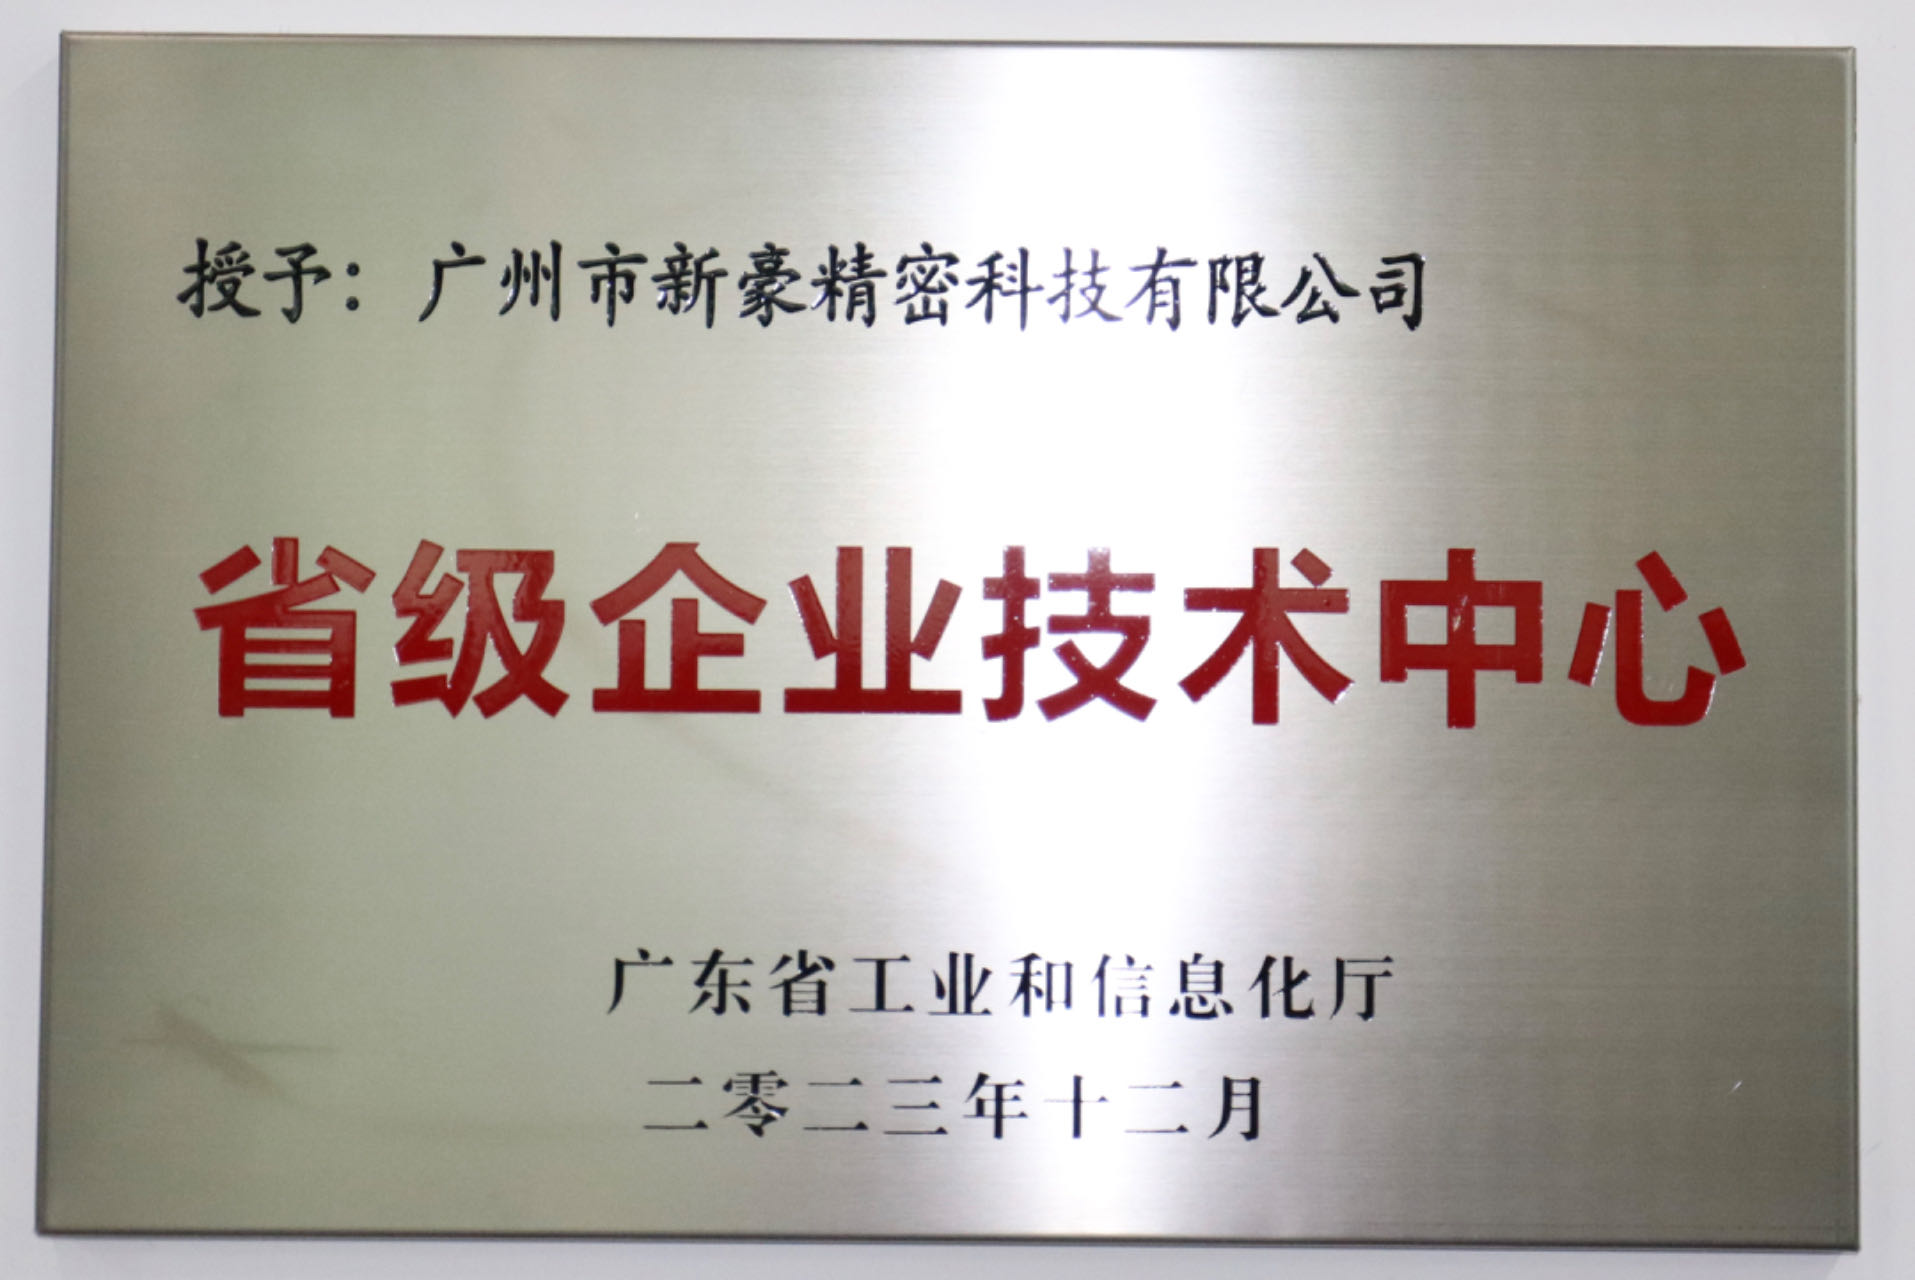 授予：广州市新豪精密科技有限公司
省级企业技术中心
广东省工业和信息化厅
二零二三年十二月